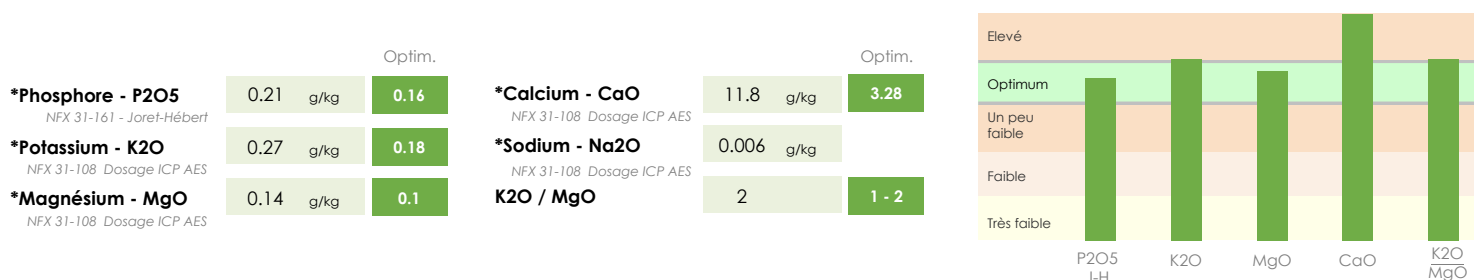 Optim.
*Phosphore - P2O5 0.21 g/kg 0.16
NFX 31-161 - Joret-Hébert
*Potassium - K2O 0.27 g/kg 0.18
NFX 31-108 Dosage ICP AES
*Magnésium - MgO 0.14 g/kg 0.1
NFX 31-108 Dosage ICP AES
Optim.
*Calcium - CaO 11.8 g/kg 3.28
NFX 31-108 Dosage ICP AES
*Sodium - Na2O 0.006 g/kg
NFX 31-108 Dosage ICP AES
K2O / MgO 2 1 - 2
Elevé
Optimum
Un peu
faible
Faible
Très faible
P2O5
J-H
K2O
MgO
CaO
K2O
MgO